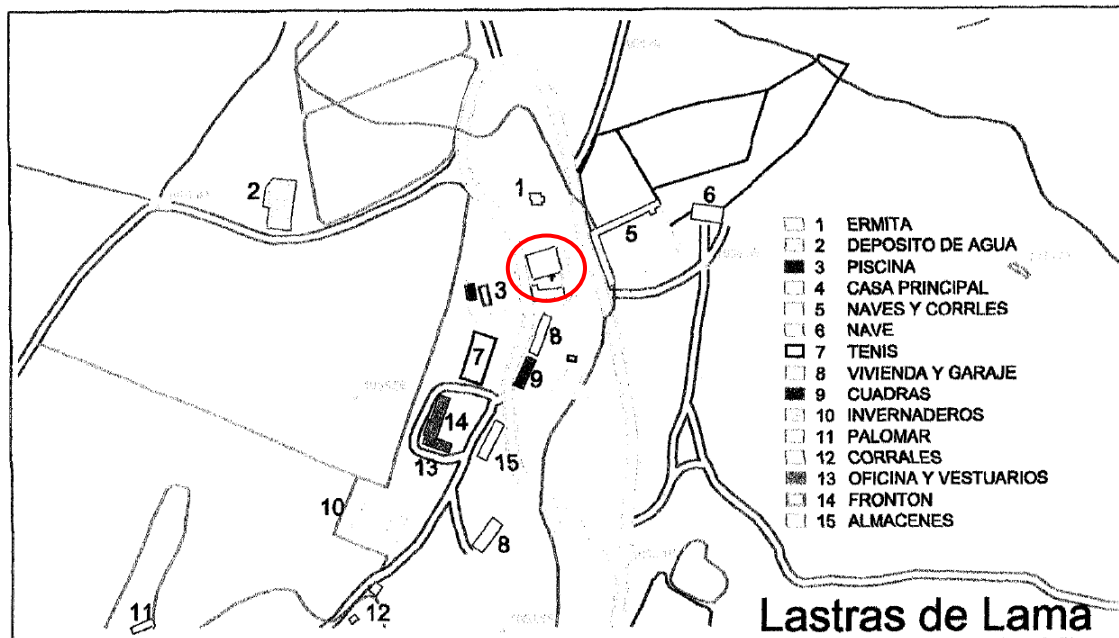 1
2
6
5
3
8
7
9
14
13
15
10
8
11
12
1 ERMITA
2 DEPOSITO DE AGUA
3 PISCINA
4 CASA PRINCIPAL
5 NAVES Y CORRLES
6 NAVE
7 TENIS
8 VIVIENDA Y GARAJE
9 CUADRAS
10 INVERNADEROS
11 PALOMAR
12 CORRALES
13 OFICINA Y VESTUARIOS
14 FRONTON
15 ALMACENES
Lastras de Lama